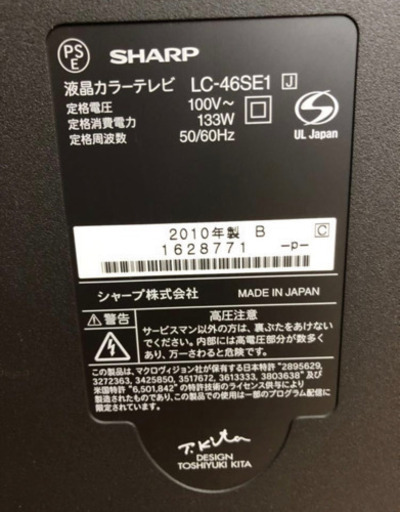 PS
E
SHARP
液晶カラーテレビ LC-46SE1 J
定格電圧 100V～
定格消費電力 133W
定格周波数 50/60Hz
S
UL Japan
2010年製 B C
1628771 -p-
シャープ株式会社 MADE IN JAPAN
警告 高圧注意
サービスマン以外の方は、裏ぶたをあけない
でください。内部には高電圧部分が数多く
あり、万一さわると危険です。
この製品は、マクロヴィジョン社が保有する日本特許 "2895629,
3272363, 3425850, 3517672, 3613333, 3803638" 及び
米国特許 "6,501,842" の特許技術のライセンス供与により
実現したものであり、この製品での使用は一部のプログラム配信に
限定されています。
T.Kita
DESIGN
TOSHIYUKI KITA